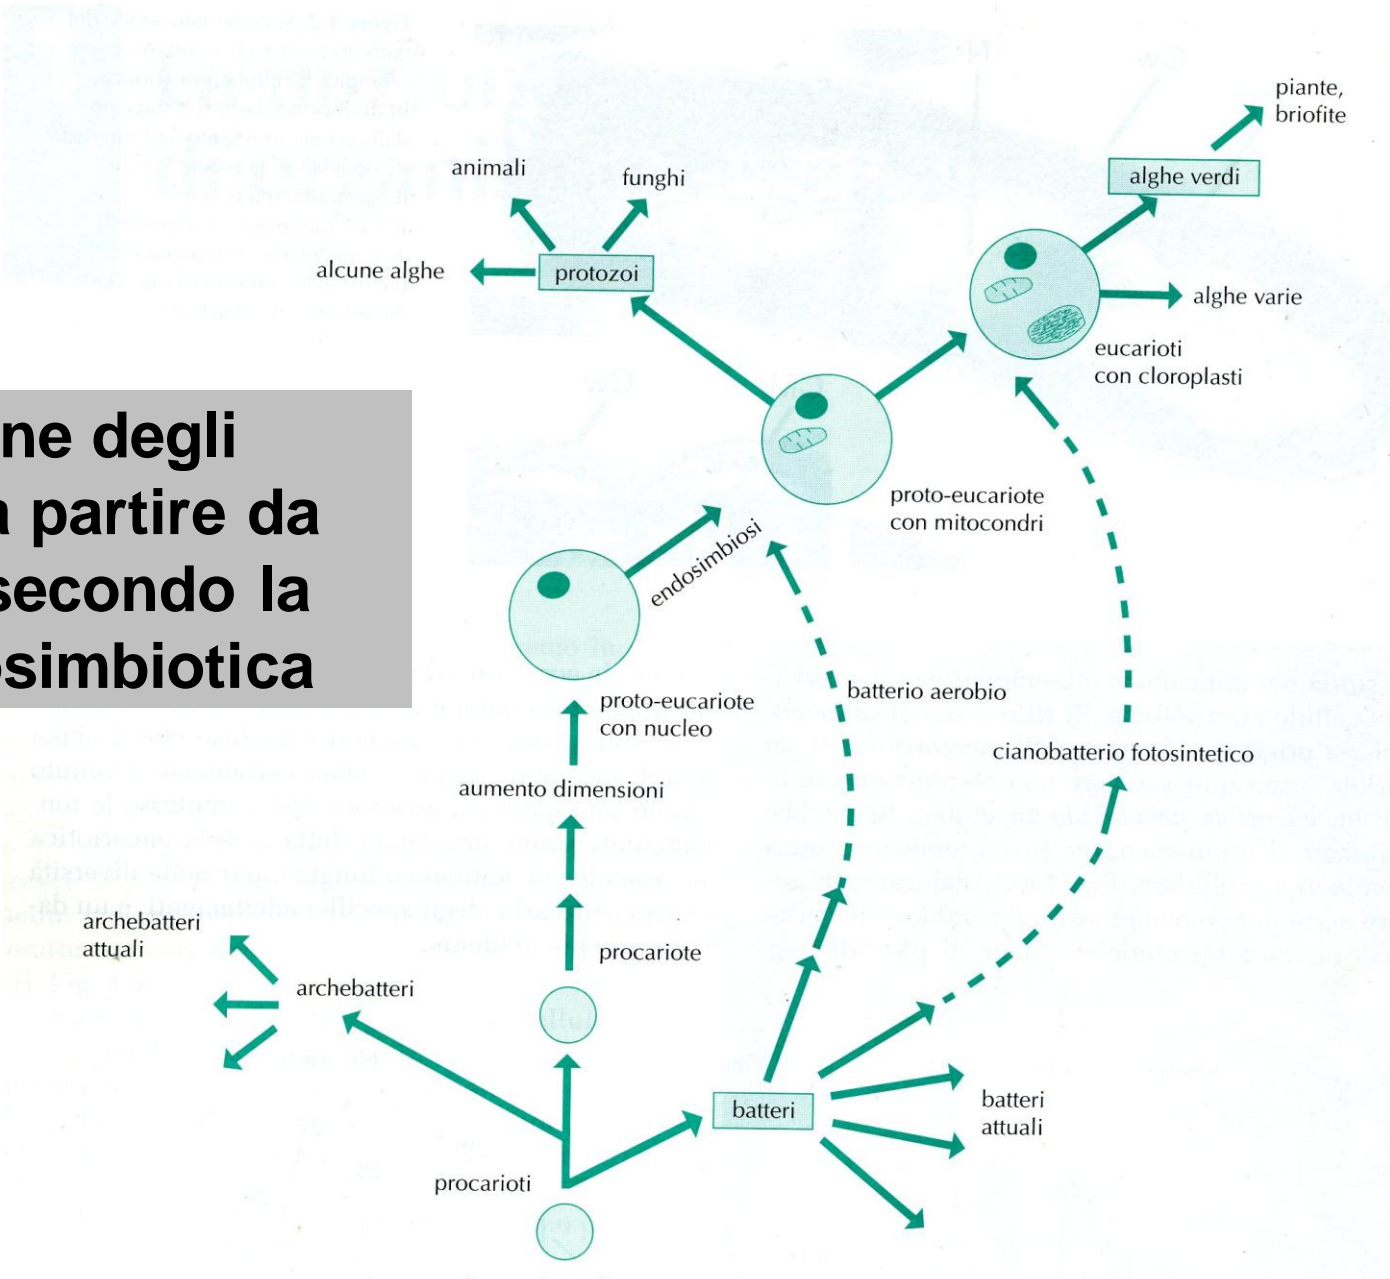 piante,
briofite
animali
funghi
alghe verdi
alcune alghe
protozoi
alghe varie
eucarioti
con cloroplasti
ne degli
partire da
secondo la
simbiotica
proto-eucariote
con mitocondri
endosimbiosi
batterio aerobio
proto-eucariote
con nucleo
cianobatterio fotosintetico
aumento dimensioni
archebatteri
attuali
procariote
archebatteri
batteri
batteri
attuali
procarioti